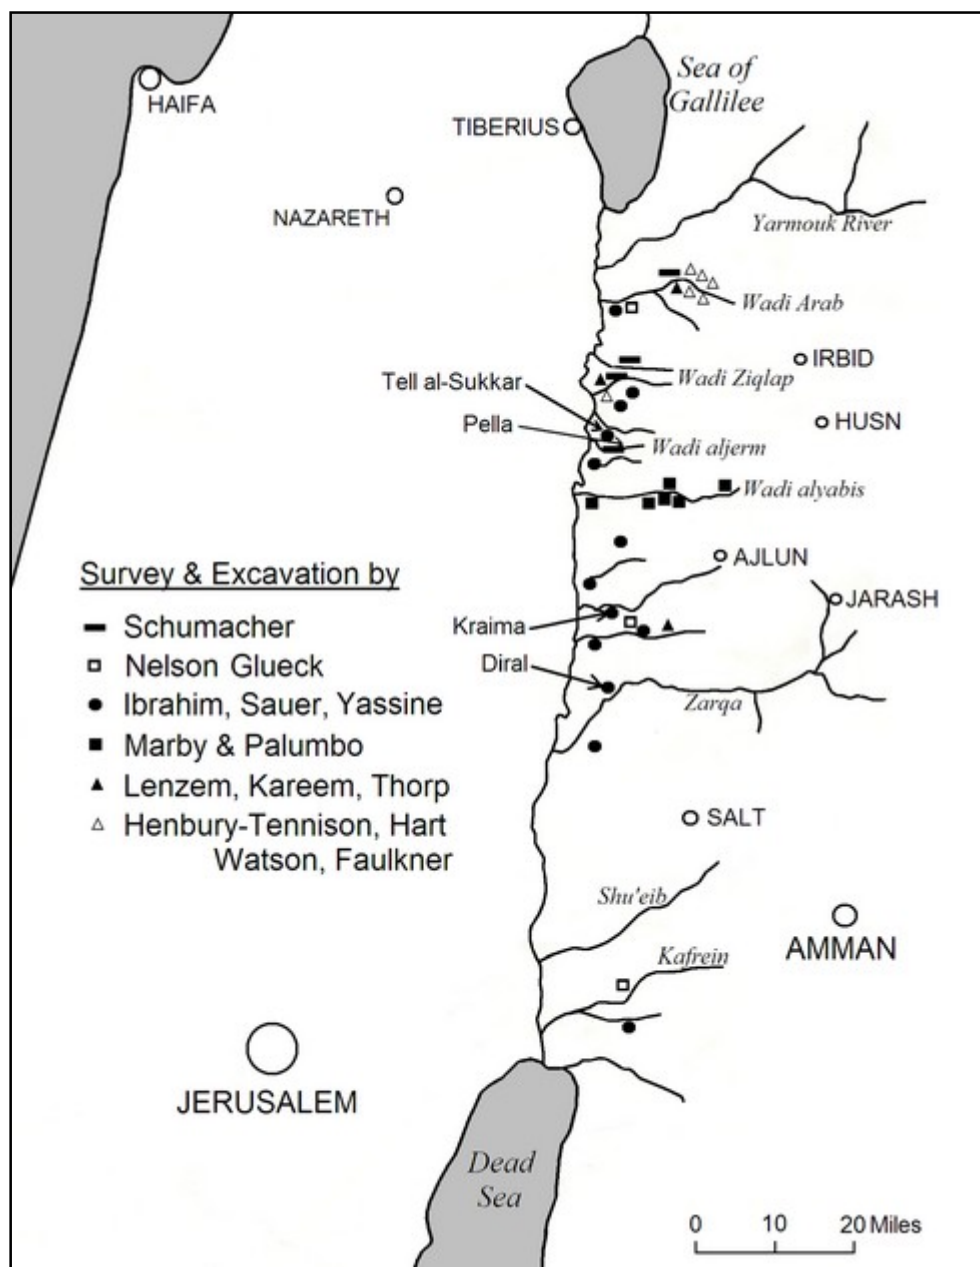 Sea of
Gallilee
HAIFA
TIBERIUS
NAZARETH
Yarmouk River
Wadi Arab
IRBID
Tell al-Sukkar
Wadi Ziqlap
Pella
HUSN
Wadi aljerm
Wadi alyabis
AJLUN
Survey & Excavation by
Schumacher
Nelson Glueck
Ibrahim, Sauer, Yassine
Marby & Palumbo
Lenzem, Kareem, Thorp
Henbury-Tennison, Hart
Watson, Faulkner
JARASH
Kraima
Diral
Zarqa
SALT
Shu'eib
AMMAN
Kafrein
JERUSALEM
Dead
Sea
0 10 20 Miles